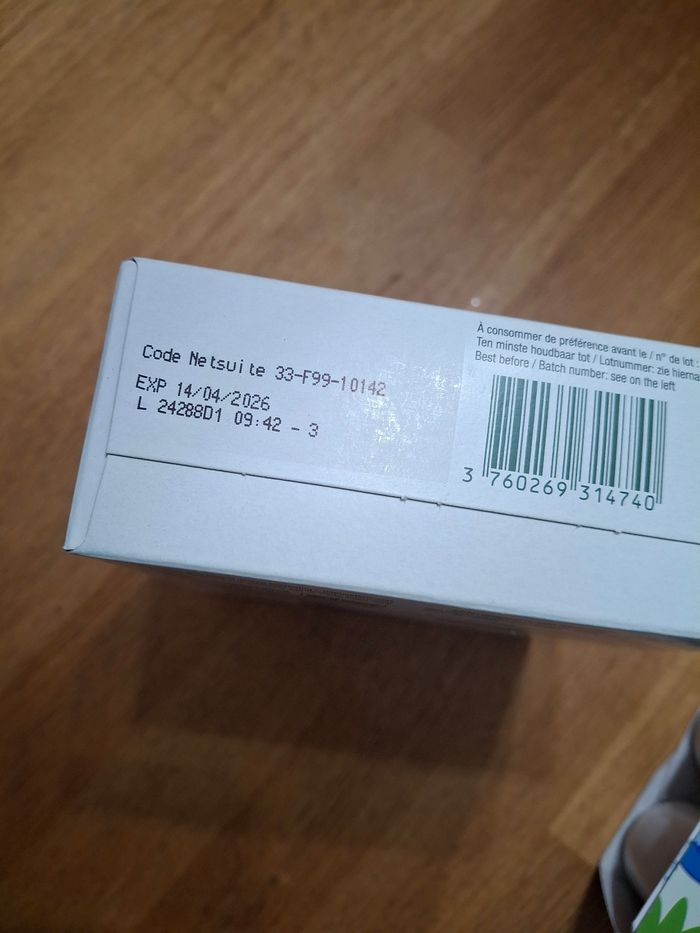 Code Netsuite 33-F99-10142
EXP 14/04/2026
L 24288D1 09:42 - 3
À consommer de préférence avant le / n° de lot :
Ten minste houdbaar tot / Lotnummer: zie
Best before / Batch number: see on the left
3 760269 314740